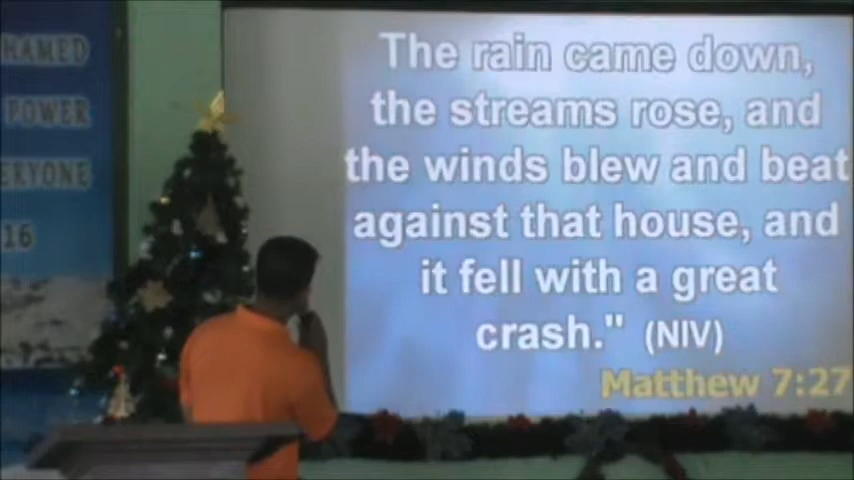 HAMED
POWER
ERYONE
16
The rain came down,
the streams rose, and
the winds blew and beat
against that house, and
it fell with a great
crash." (NIV)
Matthew 7:27